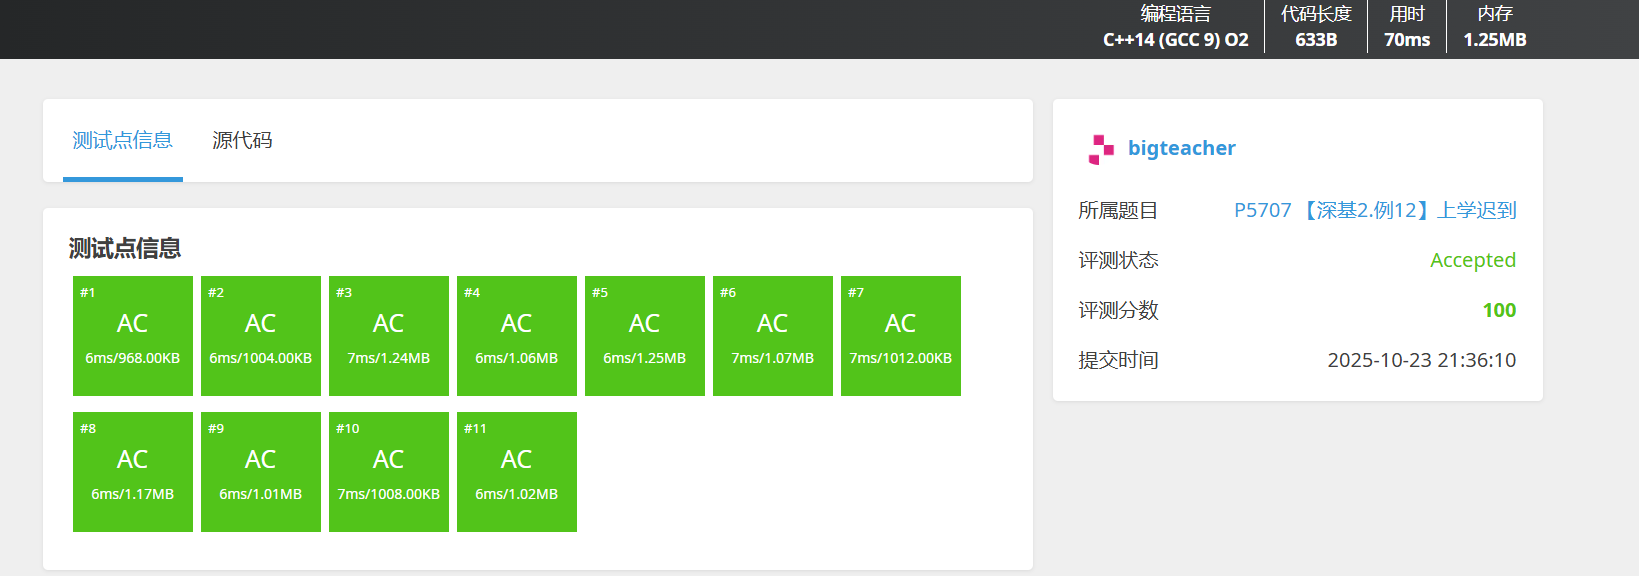 编程语言 代码长度 用时 内存
C++14 (GCC 9) O2 633B 70ms 1.25MB
测试点信息 源代码
bigteacher
所属题目 P5707 【深基2.例12】上学迟到
评测状态 Accepted
评测分数 100
提交时间 2025-10-23 21:36:10
测试点信息
#1 #2 #3 #4 #5 #6 #7
AC AC AC AC AC AC AC
6ms/968.00KB 6ms/1004.00KB 7ms/1.24MB 6ms/1.06MB 6ms/1.25MB 7ms/1.07MB 7ms/1012.00KB
#8 #9 #10 #11
AC AC AC AC
6ms/1.17MB 6ms/1.01MB 7ms/1008.00KB 6ms/1.02MB